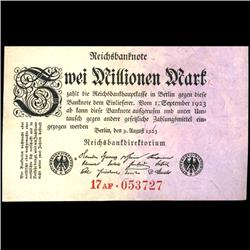 Reichsbanknote
Zwei Millionen Mark
zahlt die Reichsbankhauptkasse in Berlin gegen diese
Banknote dem Einlieferer. Vom 1. September 1923
ab kann diese Banknote aufgerufen und unter Um-
tausch gegen andere gesetzliche Zahlungsmittel ein-
gezogen werden
Berlin, den 9. August 1923
Reichsbankdirektorium
17AF·053727